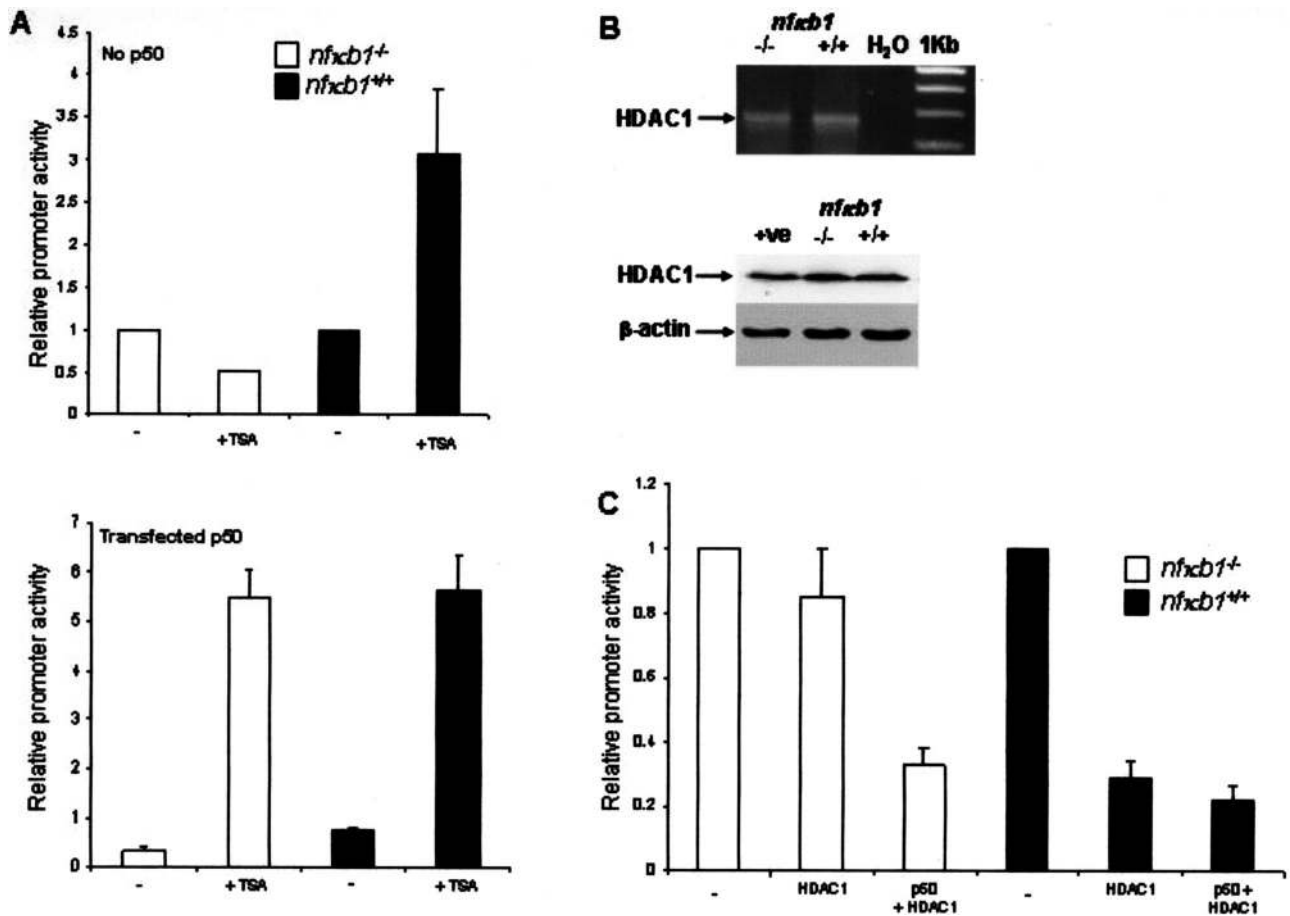 A
No p50
nfκb1-/-
nfκb1+/+
Relative promoter activity
4.5
4
3.5
3
2.5
2
1.5
1
0.5
0
-
+TSA
-
+TSA
Transfected p50
Relative promoter activity
7
6
5
4
3
2
1
0
-
+TSA
-
+TSA
B
nfκb1
-/- +/+ H2O 1Kb
HDAC1
nfκb1
+ve -/- +/+
HDAC1
β-actin
C
nfκb1-/-
nfκb1+/+
Relative promoter activity
1.2
1
0.8
0.6
0.4
0.2
0
-
HDAC1
p50
+ HDAC1
-
HDAC1
p50 +
HDAC1